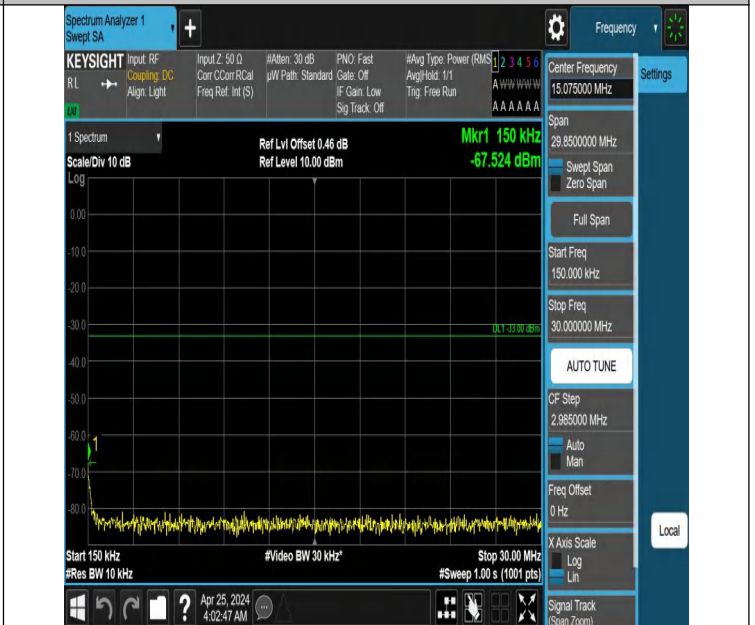 Spectrum Analyzer 1
Swept SA
+
Frequency
KEYSIGHT
RL
LXI
Input: RF
Coupling: DC
Align: Light
Input Z: 50 Ω
Corr CCorr RCal
Freq Ref: Int (S)
#Atten: 30 dB
µW Path: Standard
PNO: Fast
Gate: Off
IF Gain: Low
Sig Track: Off
#Avg Type: Power (RMS
Avg|Hold: 1/1
Trig: Free Run
1 2 3 4 5 6
A W W W W W
A A A A A A
1 Spectrum
Scale/Div 10 dB
Log
Ref Lvl Offset 0.46 dB
Ref Level 10.00 dBm
Mkr1 150 kHz
-67.524 dBm
0.00
-10.0
-20.0
-30.0
DL1 -33.00 dBm
-40.0
-50.0
-60.0
1
-70.0
-80.0
Start 150 kHz
#Res BW 10 kHz
#Video BW 30 kHz*
Stop 30.00 MHz
#Sweep 1.00 s (1001 pts)
?
Apr 25, 2024
4:02:47 AM
Center Frequency
15.075000 MHz
Settings
Span
29.8500000 MHz
Swept Span
Zero Span
Full Span
Start Freq
150.000 kHz
Stop Freq
30.000000 MHz
AUTO TUNE
CF Step
2.985000 MHz
Auto
Man
Freq Offset
0 Hz
X Axis Scale
Log
Lin
Local
Signal Track
(Span Zoom)